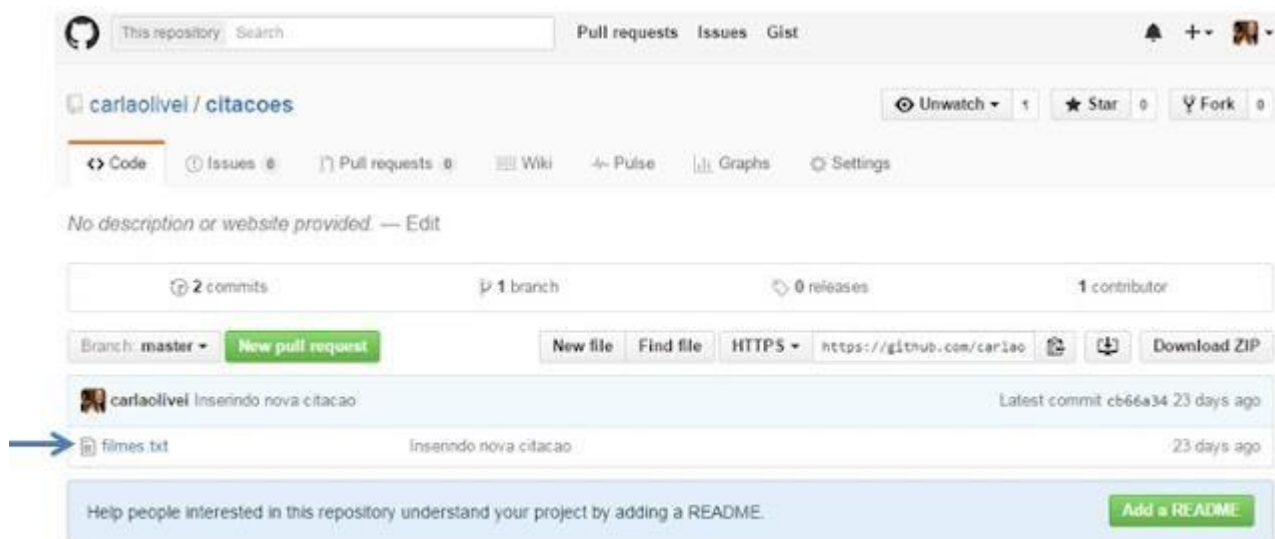 This repository Search Pull requests Issues Gist
carlaolivei / citacoes Unwatch 1 Star 0 Fork 0
Code Issues 0 Pull requests 0 Wiki Pulse Graphs Settings
No description or website provided. — Edit
2 commits 1 branch 0 releases 1 contributor
Branch: master New pull request New file Find file HTTPS https://github.com/carlao Download ZIP
carlaolivei Inserindo nova citacao Latest commit cb66a34 23 days ago
filmes.txt Inserindo nova citacao 23 days ago
Help people interested in this repository understand your project by adding a README. Add a README